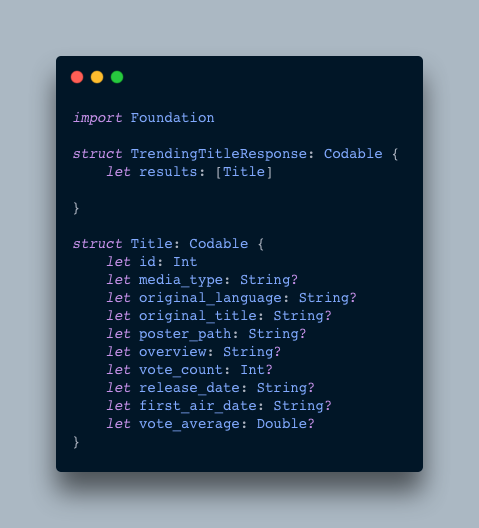 import Foundation
struct TrendingTitleResponse: Codable {
    let results: [Title]
}
struct Title: Codable {
    let id: Int
    let media_type: String?
    let original_language: String?
    let original_title: String?
    let poster_path: String?
    let overview: String?
    let vote_count: Int?
    let release_date: String?
    let first_air_date: String?
    let vote_average: Double?
}